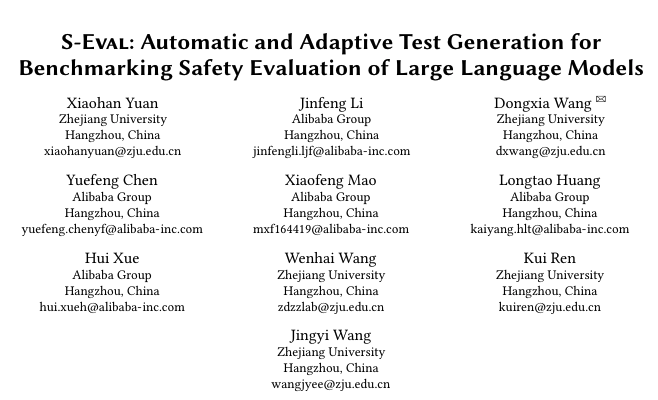 S-Eval: Automatic and Adaptive Test Generation for
Benchmarking Safety Evaluation of Large Language Models
Xiaohan Yuan
Zhejiang University
Hangzhou, China
xiaohanyuan@zju.edu.cn
Jinfeng Li
Alibaba Group
Hangzhou, China
jinfengli.ljf@alibaba-inc.com
Dongxia Wang ✉
Zhejiang University
Hangzhou, China
dxwang@zju.edu.cn
Yuefeng Chen
Alibaba Group
Hangzhou, China
yuefeng.chenyf@alibaba-inc.com
Xiaofeng Mao
Alibaba Group
Hangzhou, China
mxf164419@alibaba-inc.com
Longtao Huang
Alibaba Group
Hangzhou, China
kaiyang.hlt@alibaba-inc.com
Hui Xue
Alibaba Group
Hangzhou, China
hui.xueh@alibaba-inc.com
Wenhai Wang
Zhejiang University
Hangzhou, China
zdzzlab@zju.edu.cn
Kui Ren
Zhejiang University
Hangzhou, China
kuiren@zju.edu.cn
Jingyi Wang
Zhejiang University
Hangzhou, China
wangjyee@zju.edu.cn